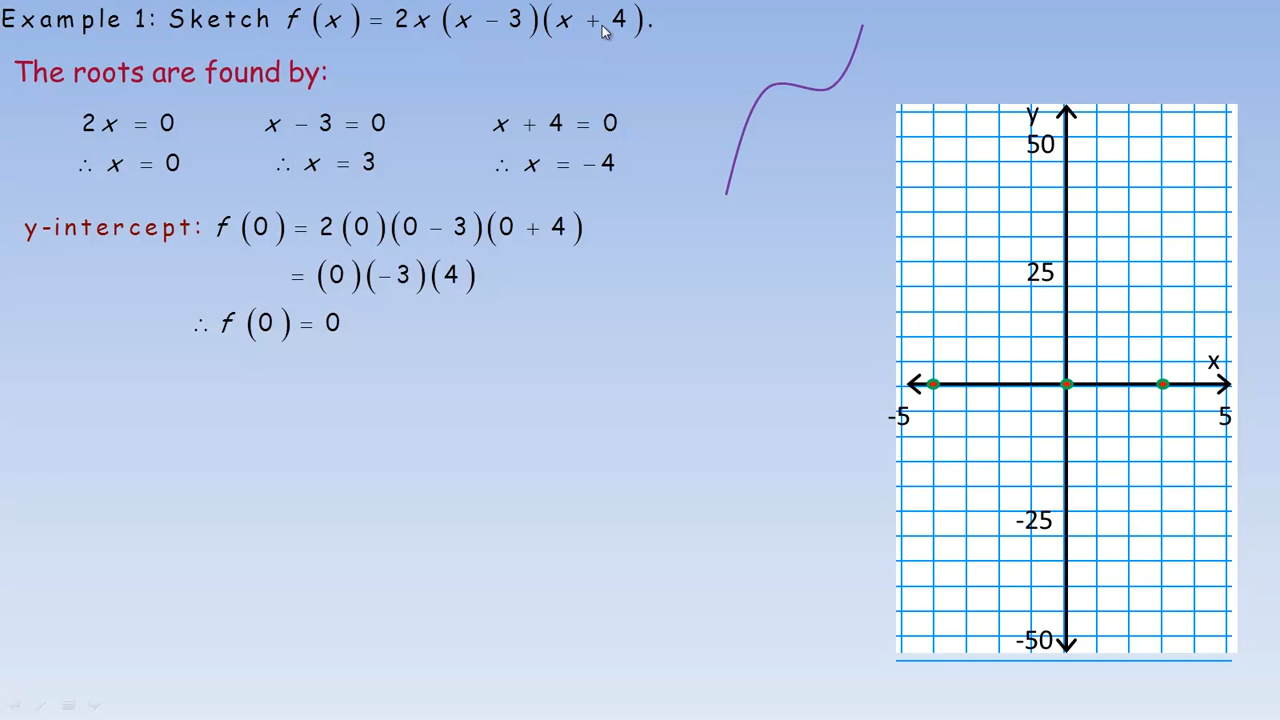 Example 1: Sketch f(x) = 2x(x − 3)(x + 4).
The roots are found by:
2x = 0
x − 3 = 0
x + 4 = 0
∴ x = 0
∴ x = 3
∴ x = −4
y-intercept: f(0) = 2(0)(0 − 3)(0 + 4)
= (0)(−3)(4)
∴ f(0) = 0
y
50
25
x
-5
5
-25
-50